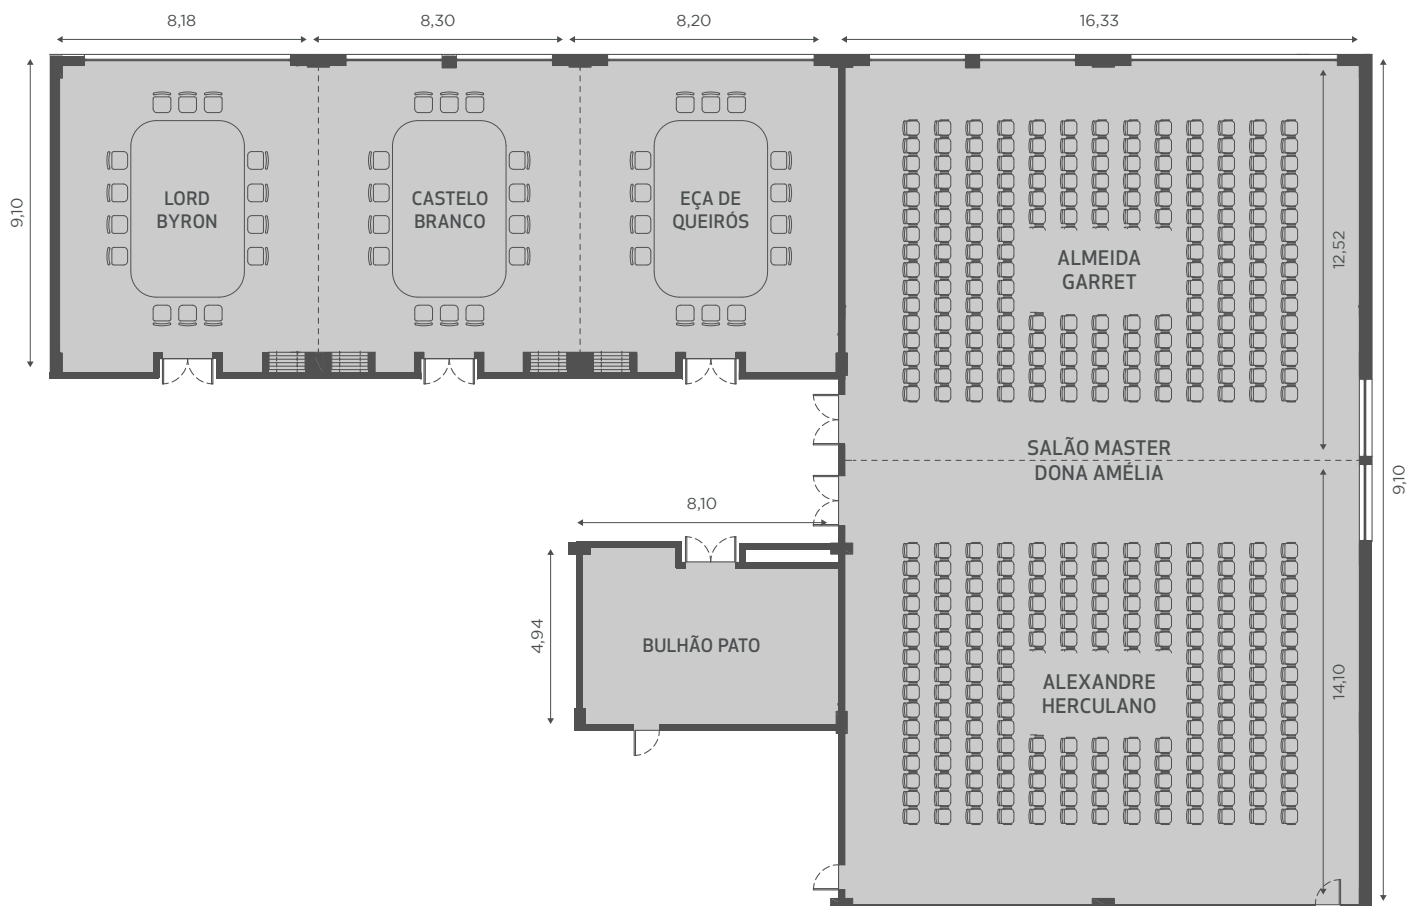 8,18
8,30
8,20
16,33
9,10
LORD
BYRON
CASTELO
BRANCO
EÇA DE
QUEIRÓS
ALMEIDA
GARRET
12,52
SALÃO MASTER
DONA AMÉLIA
9,10
8,10
4,94
BULHÃO PATO
ALEXANDRE
HERCULANO
14,10